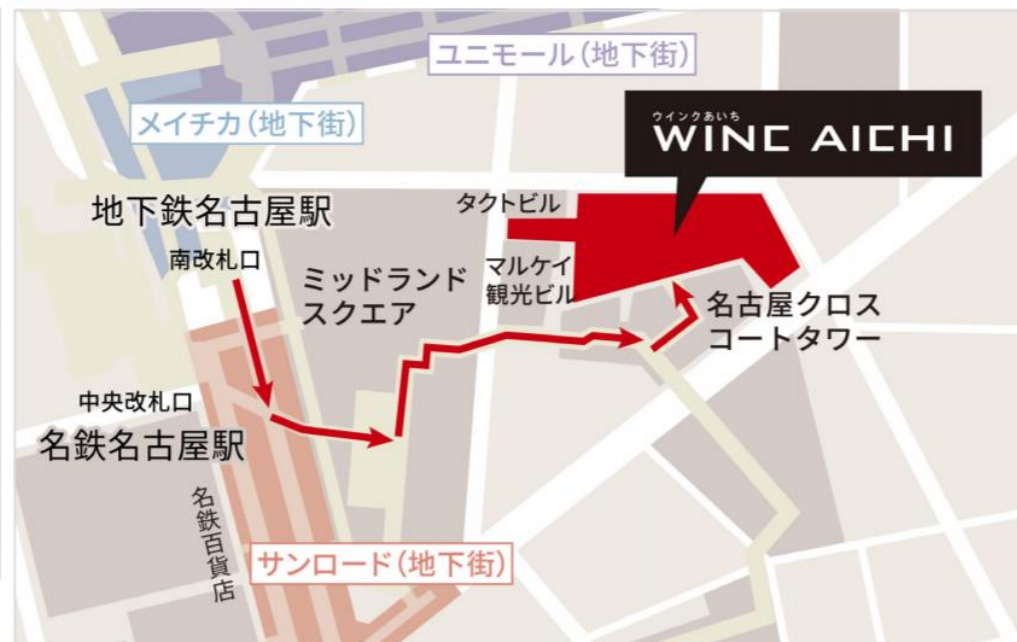 ユニモール（地下街）
メイチカ（地下街）
ウインクあいち
WINC AICHI
地下鉄名古屋駅
南改札口
タクトビル
ミッドランド
スクエア
マルケイ
観光ビル
名古屋クロス
コートタワー
中央改札口
名鉄名古屋駅
名鉄百貨店
サンロード（地下街）